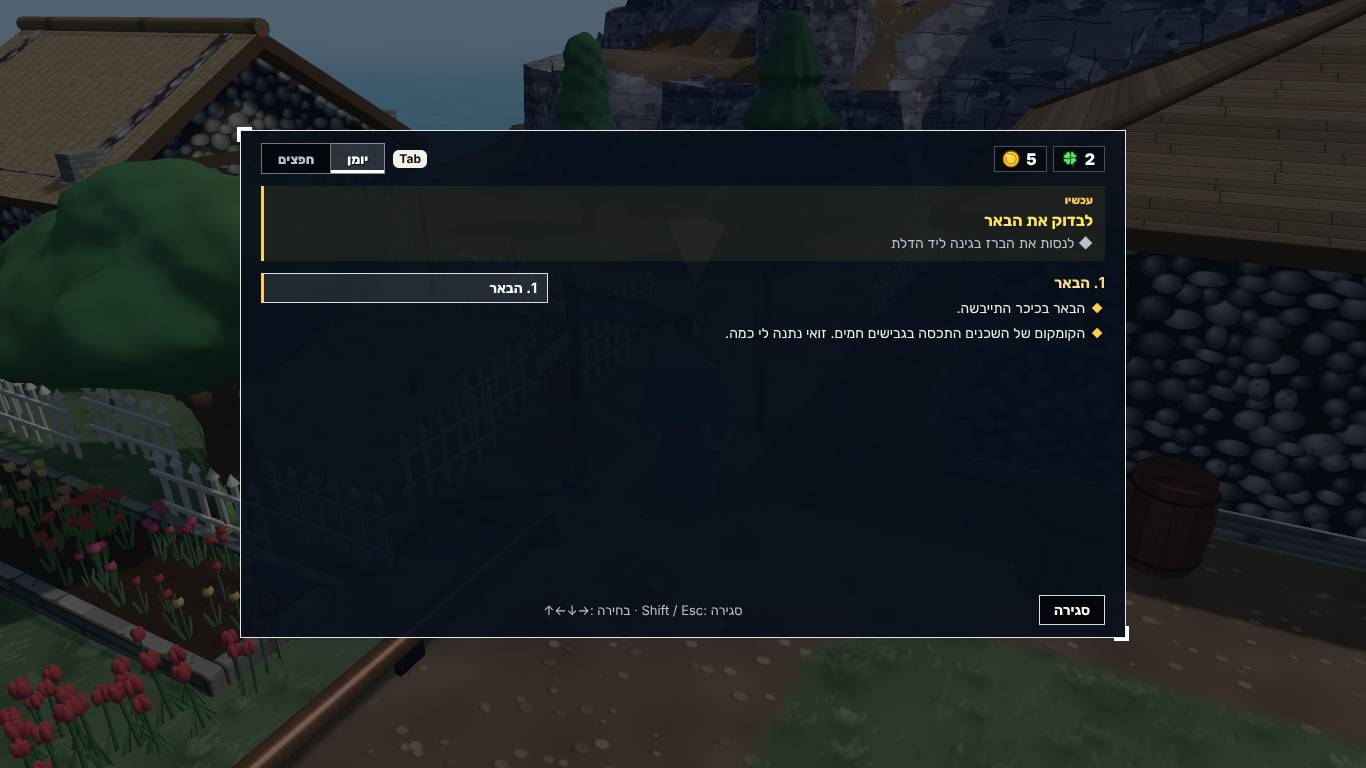 חפצים
יומן
Tab
5
2
עכשיו
לבדוק את הבאר
◆ לנסות את הברז בגינה ליד הדלת
1. הבאר
1. הבאר
◆ הבאר בכיכר התייבשה.
◆ הקומקום של השכנים התכסה בגבישים חמים. זואי נתנה לי כמה.
סגירה: Shift / Esc · בחירה: →↓←↑
סגירה